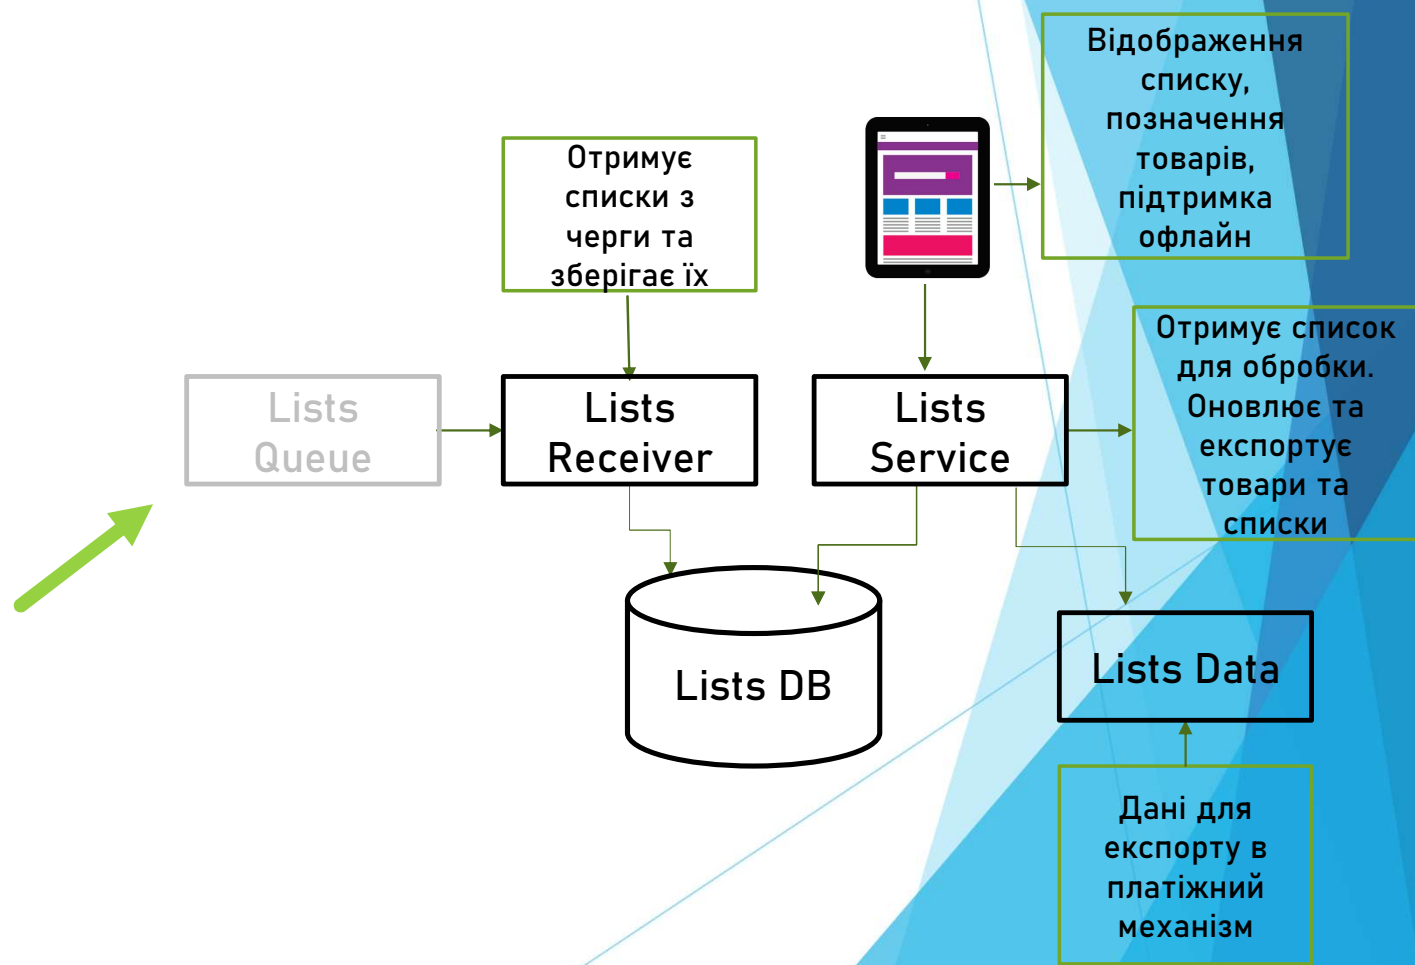 Відображення
списку,
позначення
товарів,
підтримка
офлайн
Отримує
списки з
черги та
зберігає їх
Отримує список
для обробки.
Оновлює та
експортує
товари та
списки
Lists
Queue
Lists
Receiver
Lists
Service
Lists DB
Lists Data
Дані для
експорту в
платіжний
механізм